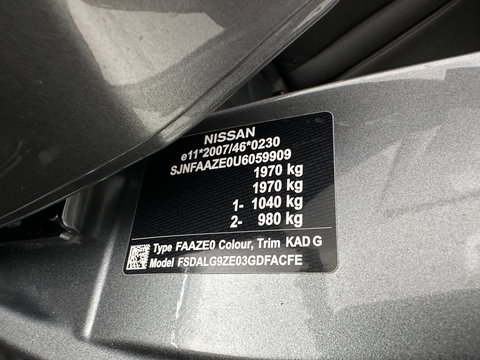 NISSAN
e11*2007/46*0230
SJNFAAZE0U6059909
1970 kg
1970 kg
1- 1040 kg
2- 980 kg
Type FAAZE0 Colour, Trim KAD G
Model FSDALG9ZE03GDFACFE